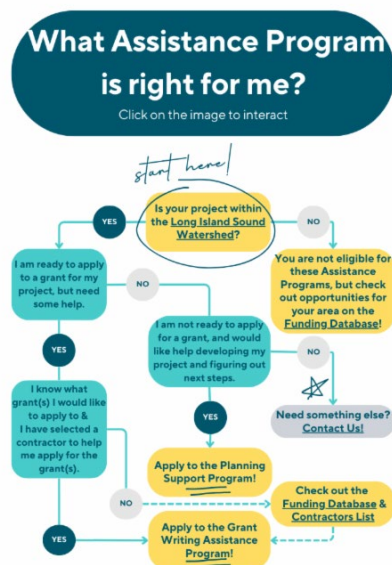 What Assistance Program
is right for me?
Click on the image to interact
start here!
Is your project within
the Long Island Sound
Watershed?
YES
NO
I am ready to apply
to a grant for my
project, but need
some help.
You are not eligible for
these Assistance
Programs, but check
out opportunities for
your area on the
Funding Database!
NO
I am not ready to apply
for a grant, and would
like help developing my
project and figuring out
next steps.
YES
NO
I know what
grant(s) I would like
to apply to &
I have selected a
contractor to help
me apply for the
grant(s).
YES
Need something else?
Contact Us!
Apply to the Planning
Support Program!
NO
Check out the
Funding Database &
Contractors List
YES
Apply to the Grant
Writing Assistance
Program!